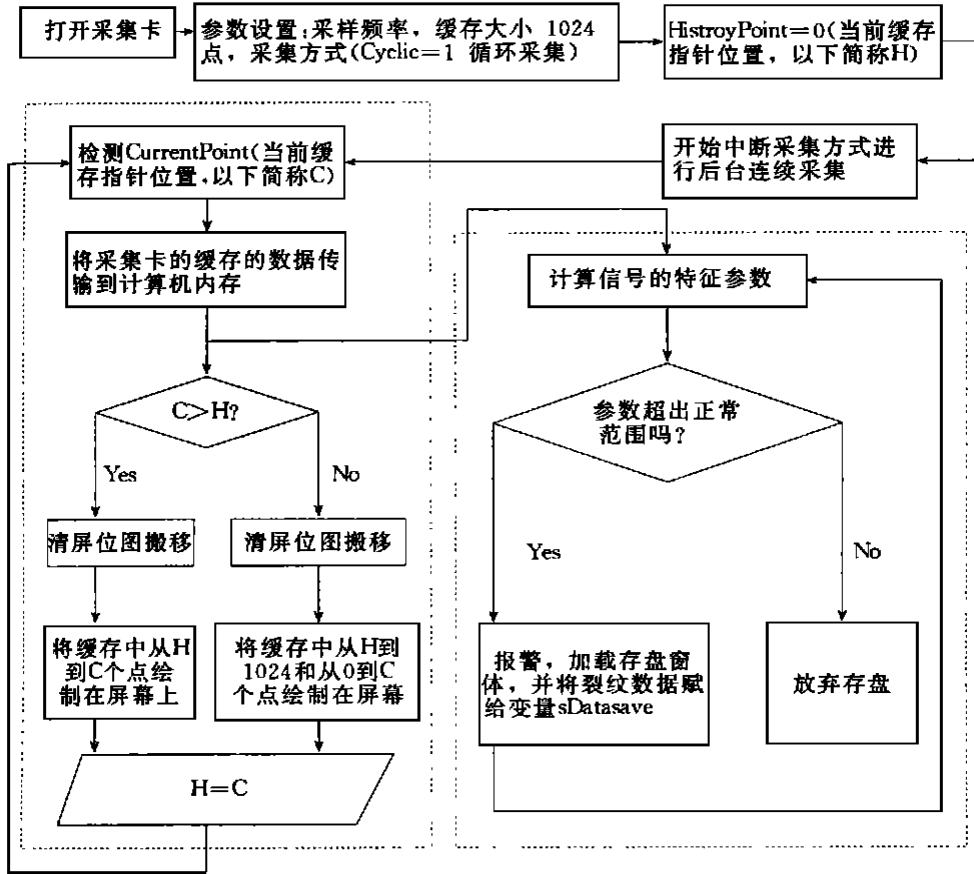 打开采集卡
参数设置:采样频率，缓存大小 1024
点，采集方式(Cyclic=1 循环采集)
HistroyPoint=0(当前缓存
指针位置，以下简称H)
检测CurrentPoint(当前缓
存指针位置,以下简称C)
开始中断采集方式进
行后台连续采集
将采集卡的缓存的数据传
输到计算机内存
计算信号的特征参数
C>H?
参数超出正常
范围吗?
Yes
No
清屏位图搬移
清屏位图搬移
Yes
No
将缓存中从H
到C个点绘
制在屏幕上
将缓存中从H到
1024和从0到C
个点绘制在屏幕
报警，加载存盘窗
体，并将裂纹数据赋
给变量sDatasave
放弃存盘
H=C